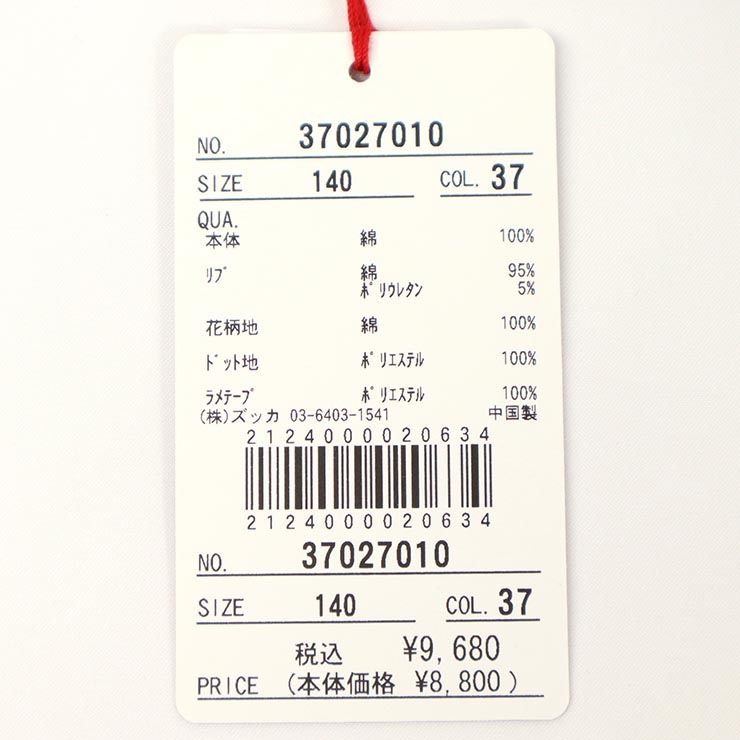 NO. 37027010
SIZE 140 COL. 37
QUA.
本体 綿 100%
ﾘﾌﾞ 綿 95%
ﾎﾟﾘｳﾚﾀﾝ 5%
花柄地 綿 100%
ﾄﾞｯﾄ地 ﾎﾟﾘｴｽﾃﾙ 100%
ﾗﾒﾃｰﾌﾟ ﾎﾟﾘｴｽﾃﾙ 100%
(株)ズッカ 03-6403-1541 中国製
2124000020634
2124000020634
NO. 37027010
SIZE 140 COL. 37
税込 ¥9,680
PRICE (本体価格 ¥8,800)